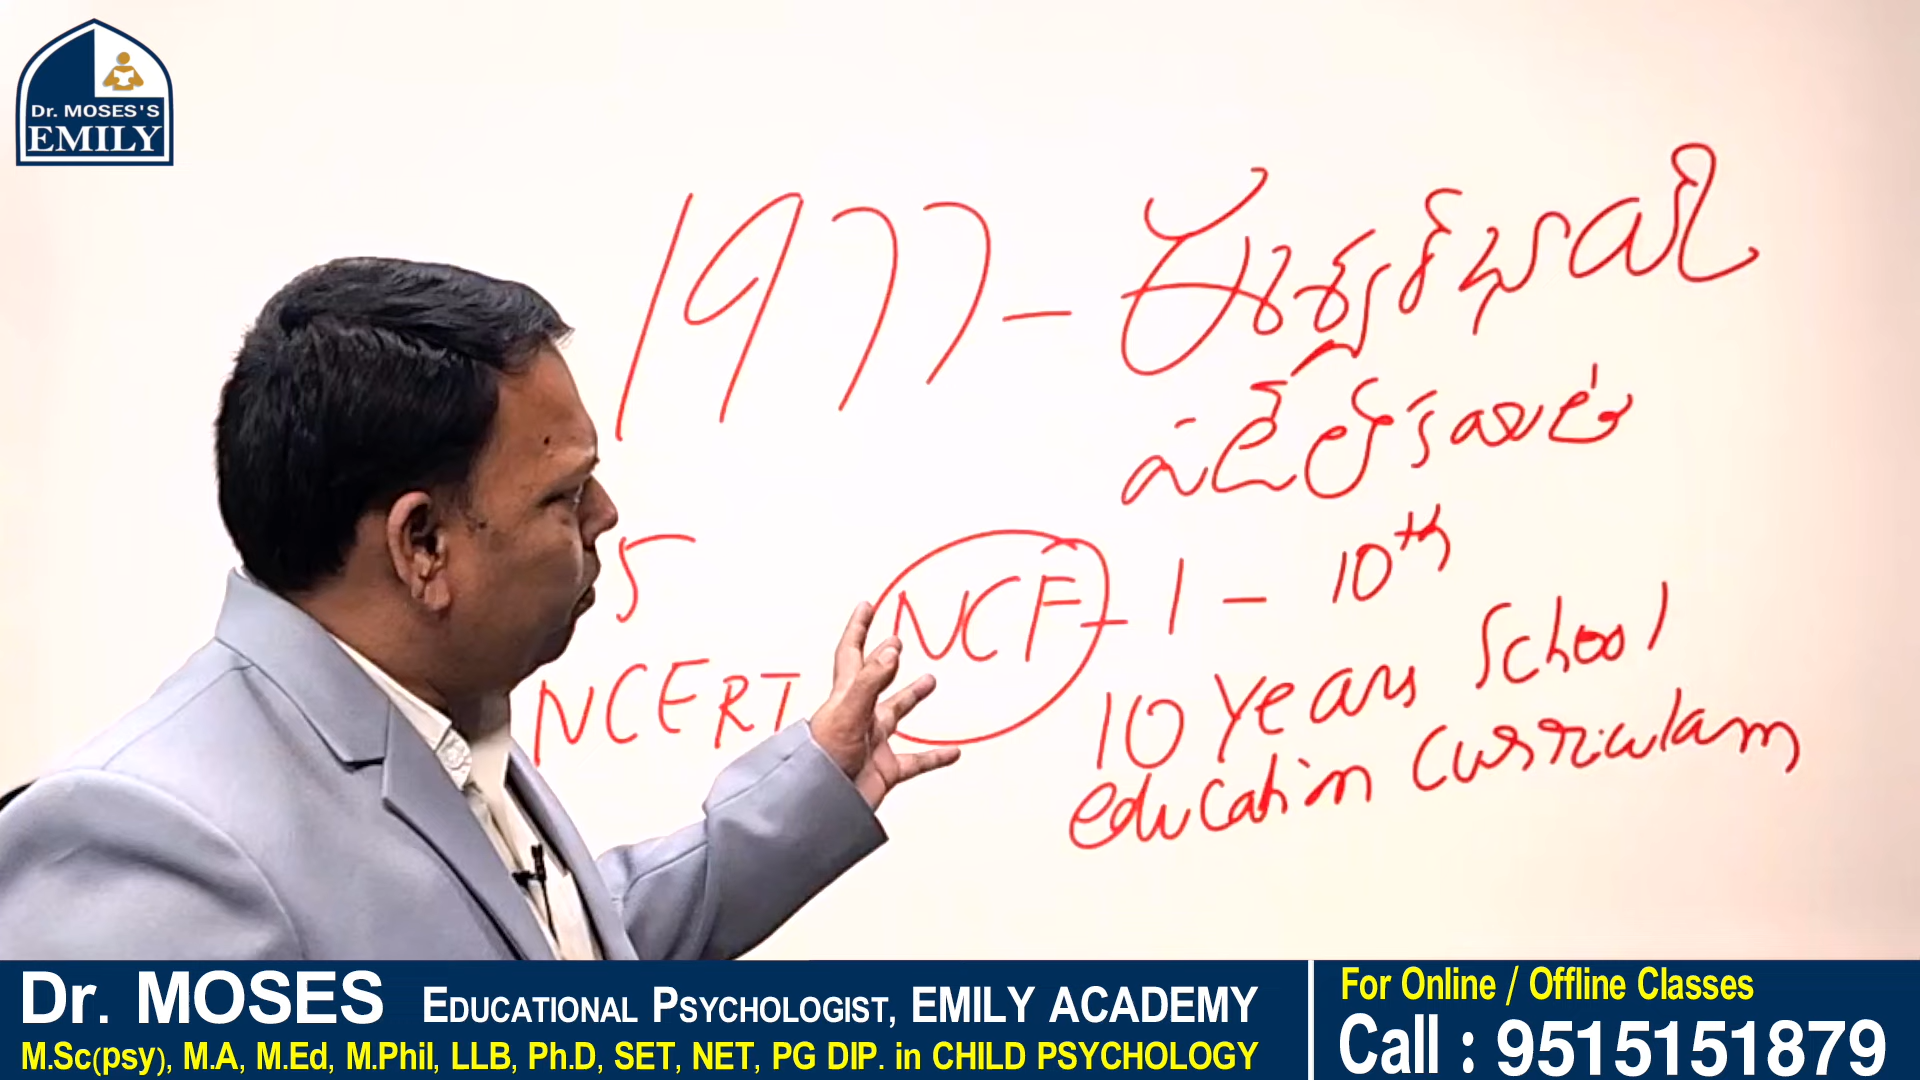 Dr. MOSES'S
EMILY
1977 - ఈశ్వర్ భాయి
పటేల్ కమిటీ
5
NCERT
NCF - 1 - 10th
10 Years School
education Curriculam
Dr. MOSES EDUCATIONAL PSYCHOLOGIST, EMILY ACADEMY
M.Sc(psy), M.A, M.Ed, M.Phil, LLB, Ph.D, SET, NET, PG DIP. in CHILD PSYCHOLOGY
For Online / Offline Classes
Call : 9515151879